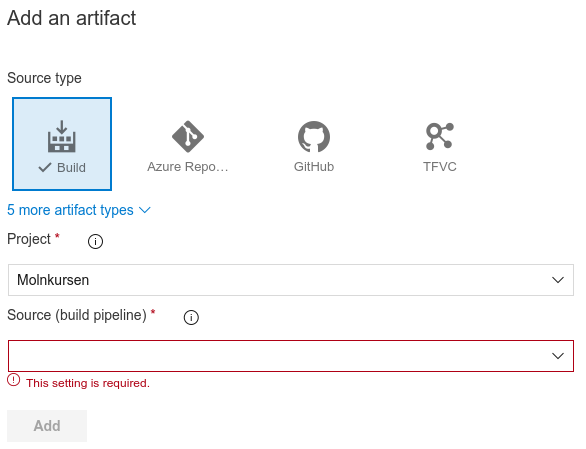 Add an artifact
Source type
Build
Azure Repo…
GitHub
TFVC
5 more artifact types
Project *
Molnkursen
Source (build pipeline) *
This setting is required.
Add